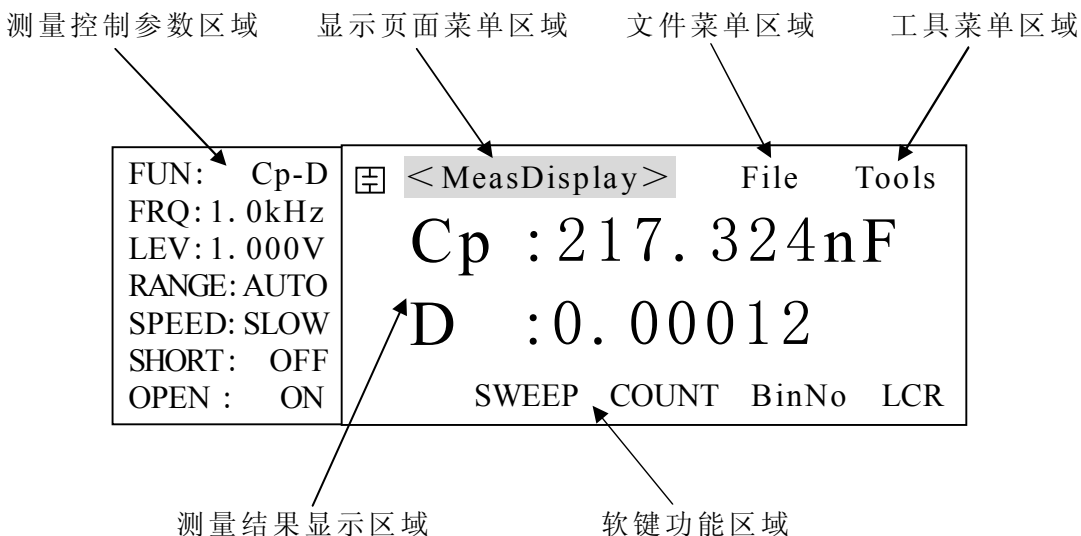 测量控制参数区域 显示页面菜单区域 文件菜单区域 工具菜单区域
FUN: Cp-D
FRQ:1.0kHz
LEV:1.000V
RANGE:AUTO
SPEED:SLOW
SHORT: OFF
OPEN : ON
<MeasDisplay> File Tools
Cp :217.324nF
D :0.00012
SWEEP COUNT BinNo LCR
测量结果显示区域 软键功能区域